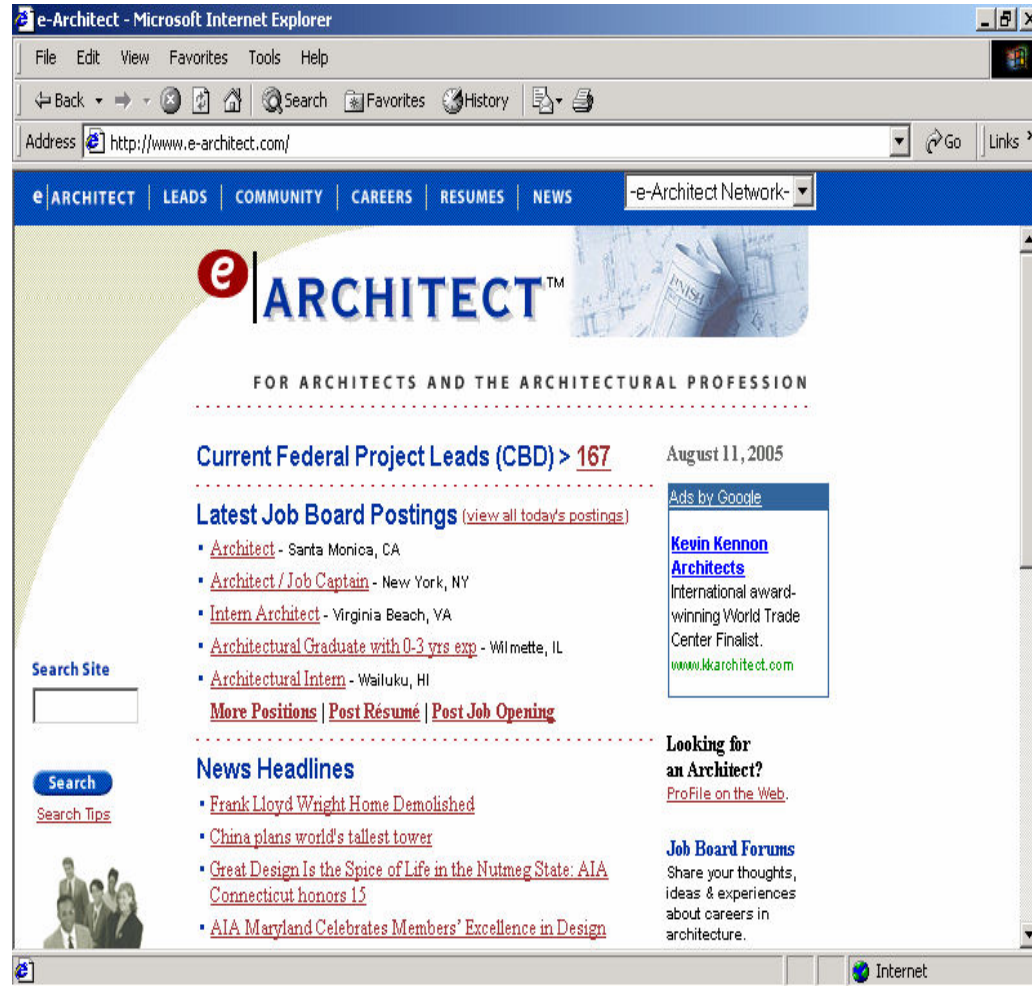 e-Architect - Microsoft Internet Explorer
File Edit View Favorites Tools Help
Back Search Favorites History
Address http://www.e-architect.com/ Go Links
e|ARCHITECT | LEADS | COMMUNITY | CAREERS | RESUMES | NEWS -e-Architect Network-
e|ARCHITECT™
FINISH
FOR ARCHITECTS AND THE ARCHITECTURAL PROFESSION
Current Federal Project Leads (CBD) > 167
Latest Job Board Postings (view all today's postings)
Architect - Santa Monica, CA
Architect / Job Captain - New York, NY
Intern Architect - Virginia Beach, VA
Architectural Graduate with 0-3 yrs exp - Wilmette, IL
Architectural Intern - Wailuku, HI
More Positions | Post Résumé | Post Job Opening
News Headlines
Frank Lloyd Wright Home Demolished
China plans world's tallest tower
Great Design Is the Spice of Life in the Nutmeg State: AIA
Connecticut honors 15
AIA Maryland Celebrates Members' Excellence in Design
August 11, 2005
Ads by Google
Kevin Kennon
Architects
International award-
winning World Trade
Center Finalist.
www.kkarchitect.com
Looking for
an Architect?
ProFile on the Web.
Job Board Forums
Share your thoughts,
ideas & experiences
about careers in
architecture.
Search Site
Search
Search Tips
Internet